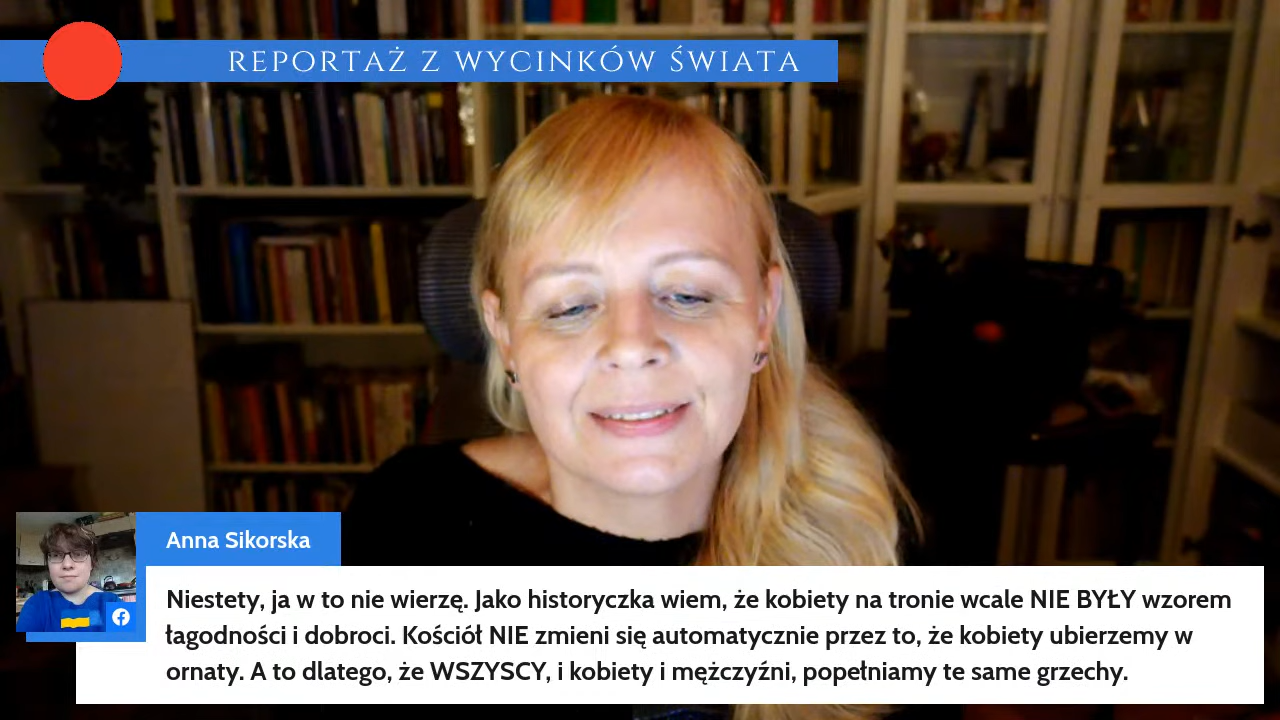 REPORTAŻ Z WYCINKÓW ŚWIATA
Anna Sikorska
Niestety, ja w to nie wierzę. Jako historyczka wiem, że kobiety na tronie wcale NIE BYŁY wzorem
łagodności i dobroci. Kościół NIE zmieni się automatycznie przez to, że kobiety ubierzemy w
ornaty. A to dlatego, że WSZYSCY, i kobiety i mężczyźni, popełniamy te same grzechy.